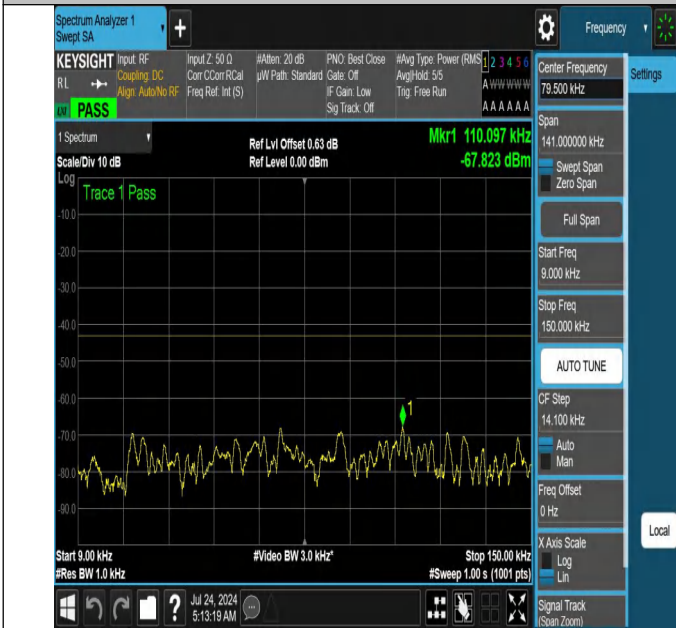 Spectrum Analyzer 1
Swept SA
+
Frequency
KEYSIGHT
RL
PASS
Input: RF
Coupling: DC
Align: Auto/No RF
Input Z: 50 Ω
Corr CCorr RCal
Freq Ref: Int (S)
#Atten: 20 dB
µW Path: Standard
PNO: Best Close
Gate: Off
IF Gain: Low
Sig Track: Off
#Avg Type: Power (RMS
Avg|Hold: 5/5
Trig: Free Run
1 2 3 4 5 6
A W W W W W
A A A A A A
1 Spectrum
Scale/Div 10 dB
Log
Ref Lvl Offset 0.63 dB
Ref Level 0.00 dBm
Mkr1 110.097 kHz
-67.823 dBm
Trace 1 Pass
-10.0
-20.0
-30.0
-40.0
-50.0
-60.0
-70.0
-80.0
-90.0
1
Start 9.00 kHz
#Res BW 1.0 kHz
#Video BW 3.0 kHz*
Stop 150.00 kHz
#Sweep 1.00 s (1001 pts)
Jul 24, 2024
5:13:19 AM
?
Center Frequency
79.500 kHz
Settings
Span
141.000000 kHz
Swept Span
Zero Span
Full Span
Start Freq
9.000 kHz
Stop Freq
150.000 kHz
AUTO TUNE
CF Step
14.100 kHz
Auto
Man
Freq Offset
0 Hz
X Axis Scale
Log
Lin
Local
Signal Track
(Span Zoom)